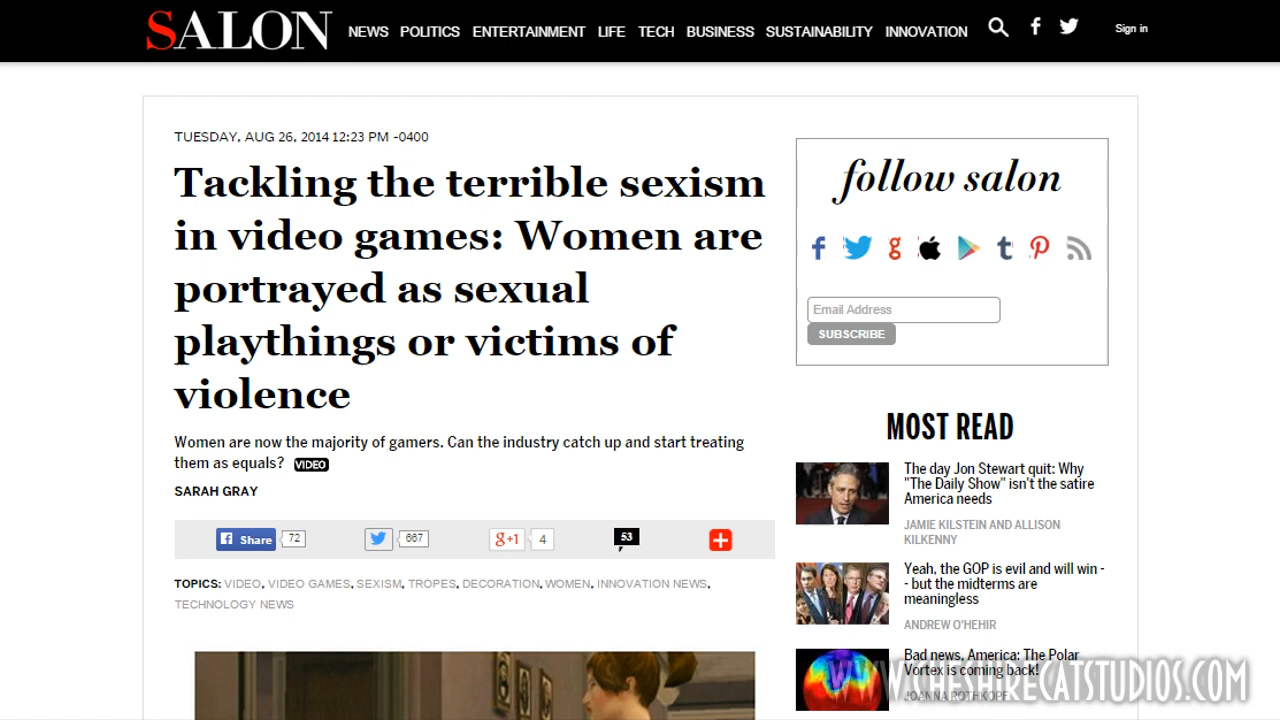 SALON
NEWS POLITICS ENTERTAINMENT LIFE TECH BUSINESS SUSTAINABILITY INNOVATION
Sign in
TUESDAY, AUG 26, 2014 12:23 PM -0400
Tackling the terrible sexism
in video games: Women are
portrayed as sexual
playthings or victims of
violence
Women are now the majority of gamers. Can the industry catch up and start treating
them as equals? VIDEO
SARAH GRAY
Share 72
667
g+1 4
53
TOPICS: VIDEO, VIDEO GAMES, SEXISM, TROPES, DECORATION, WOMEN, INNOVATION NEWS,
TECHNOLOGY NEWS
follow salon
Email Address
SUBSCRIBE
MOST READ
The day Jon Stewart quit: Why
"The Daily Show" isn't the satire
America needs
JAMIE KILSTEIN AND ALLISON
KILKENNY
Yeah, the GOP is evil and will win -
- but the midterms are
meaningless
ANDREW O'HEHIR
Bad news, America: The Polar
Vortex is coming back!
JOANNA ROTHKOPF
WWW.CHESHIRECATSTUDIOS.COM